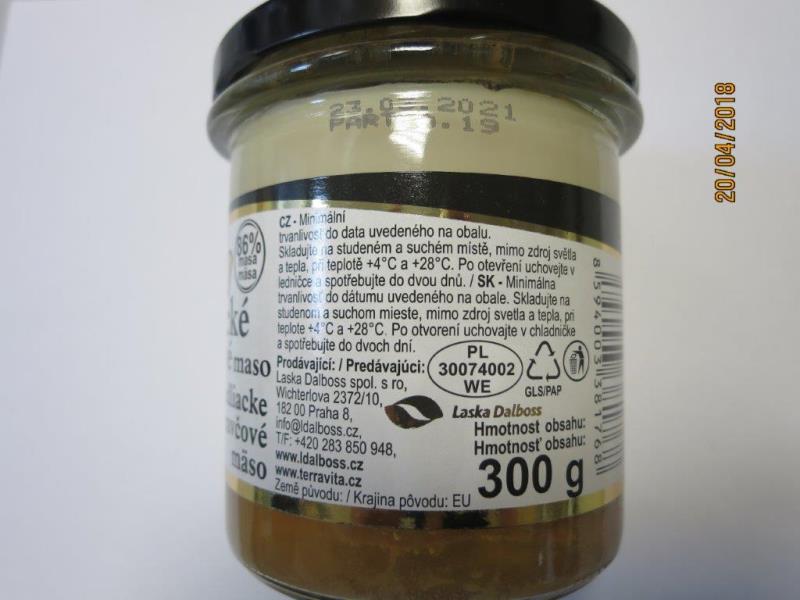 2021
PART
20/04/2018
CZ - Minimální
trvanlivost do data uvedeného na obalu.
Skladujte na studeném a suchém místě, mimo zdroj světla
a tepla, při teplotě +4°C a +28°C. Po otevření uchovejte v
ledničce a spotřebujte do dvou dnů. / SK - Minimálna
trvanlivosť do dátumu uvedeného na obale. Skladujte na
studenom a suchom mieste, mimo zdroj svetla a tepla, pri
teplote +4°C a +28°C. Po otvorení uchovajte v chladničke
a spotrebujte do dvoch dní.
86%
masa
mäsa
maso
mäso
Prodávající: / Predávajúci:
Laska Dalboss spol. s ro,
Wichterlova 2372/10,
182 00 Praha 8,
info@ldalboss.cz,
T/F: +420 283 850 948,
www.ldalboss.cz
www.terravita.cz
Země původu: / Krajina pôvodu: EU
PL
30074002
WE
GLS/PAP
Laska Dalboss
Hmotnost obsahu:
Hmotnosť obsahu:
300 g
8 594003 381768